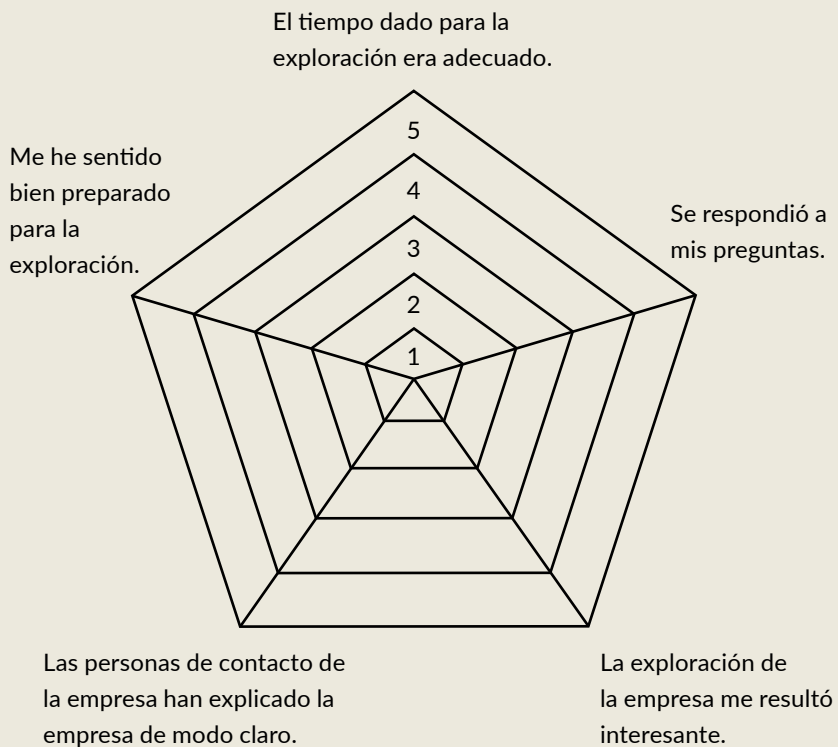 El tiempo dado para la
exploración era adecuado.
Me he sentido
bien preparado
para la
exploración.
Se respondió a
mis preguntas.
5
4
3
2
1
Las personas de contacto de
la empresa han explicado la
empresa de modo claro.
La exploración de
la empresa me resultó
interesante.